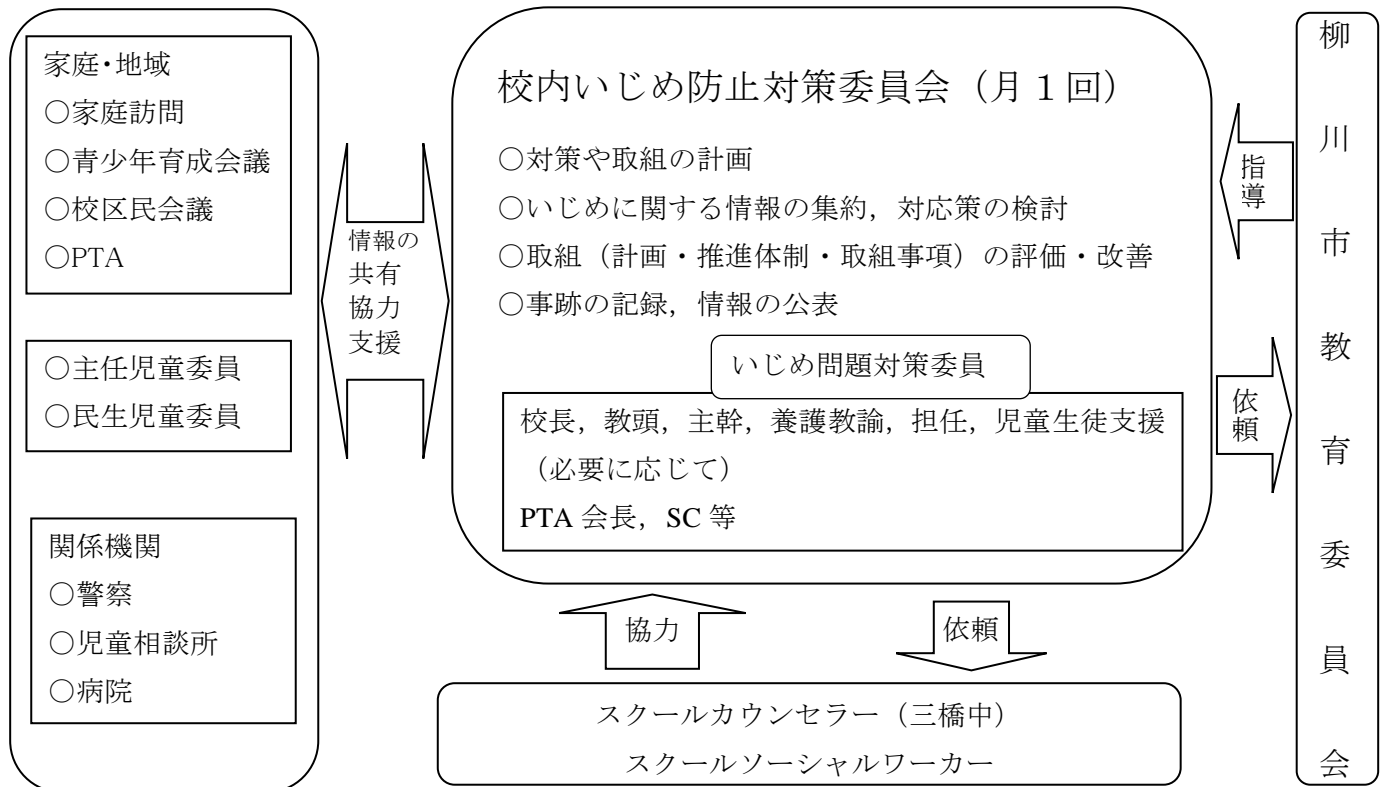 家庭・地域
○家庭訪問
○青少年育成会議
○校区民会議
○PTA
○主任児童委員
○民生児童委員
関係機関
○警察
○児童相談所
○病院
情報の
共有
協力
支援
校内いじめ防止対策委員会（月１回）
○対策や取組の計画
○いじめに関する情報の集約，対応策の検討
○取組（計画・推進体制・取組事項）の評価・改善
○事跡の記録，情報の公表
いじめ問題対策委員
校長，教頭，主幹，養護教諭，担任，児童生徒支援
（必要に応じて）
PTA 会長，SC 等
協力
依頼
スクールカウンセラー（三橋中）
スクールソーシャルワーカー
指導
依頼
柳川市教育委員会